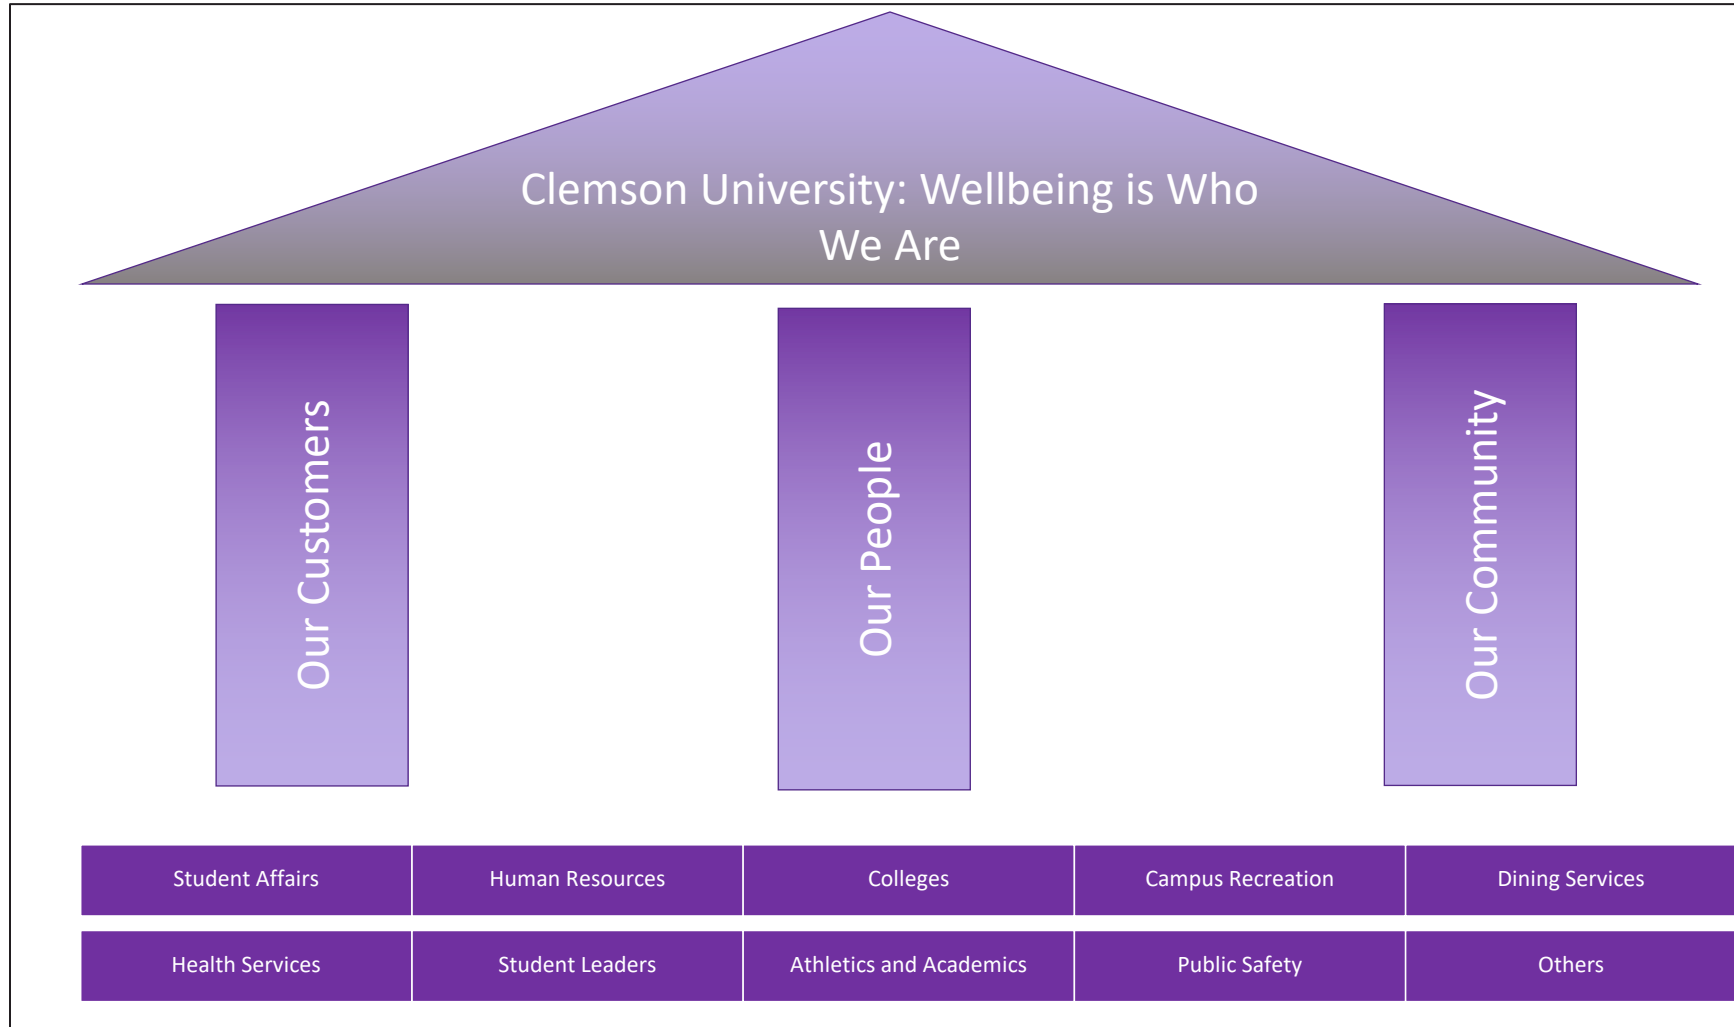 Clemson University: Wellbeing is Who
We Are
Our Customers
Our People
Our Community
Student Affairs
Human Resources
Colleges
Campus Recreation
Dining Services
Health Services
Student Leaders
Athletics and Academics
Public Safety
Others